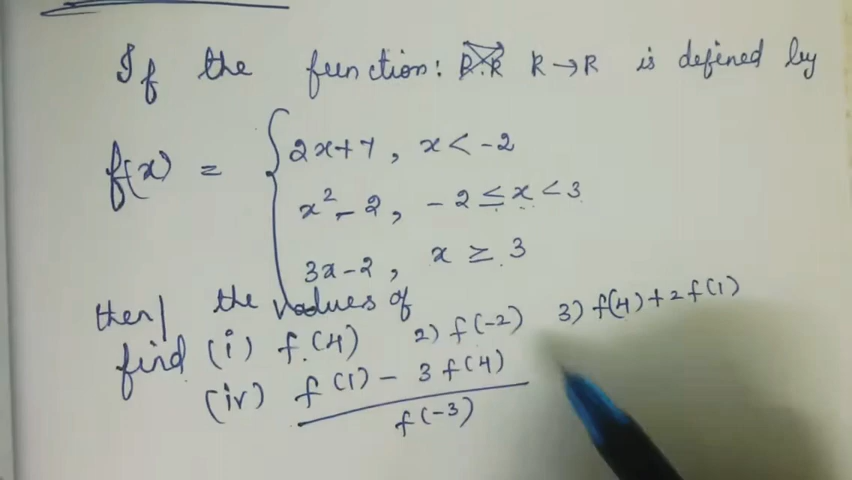 If the function: R→R is defined by
f(x) = { 2x+7, x < -2
x² - 2, -2 ≤ x < 3
3x-2, x ≥ 3
then the values of
find (i) f(4) 2) f(-2) 3) f(4) + 2f(1)
(iv) f(1) - 3 f(4)
f(-3)